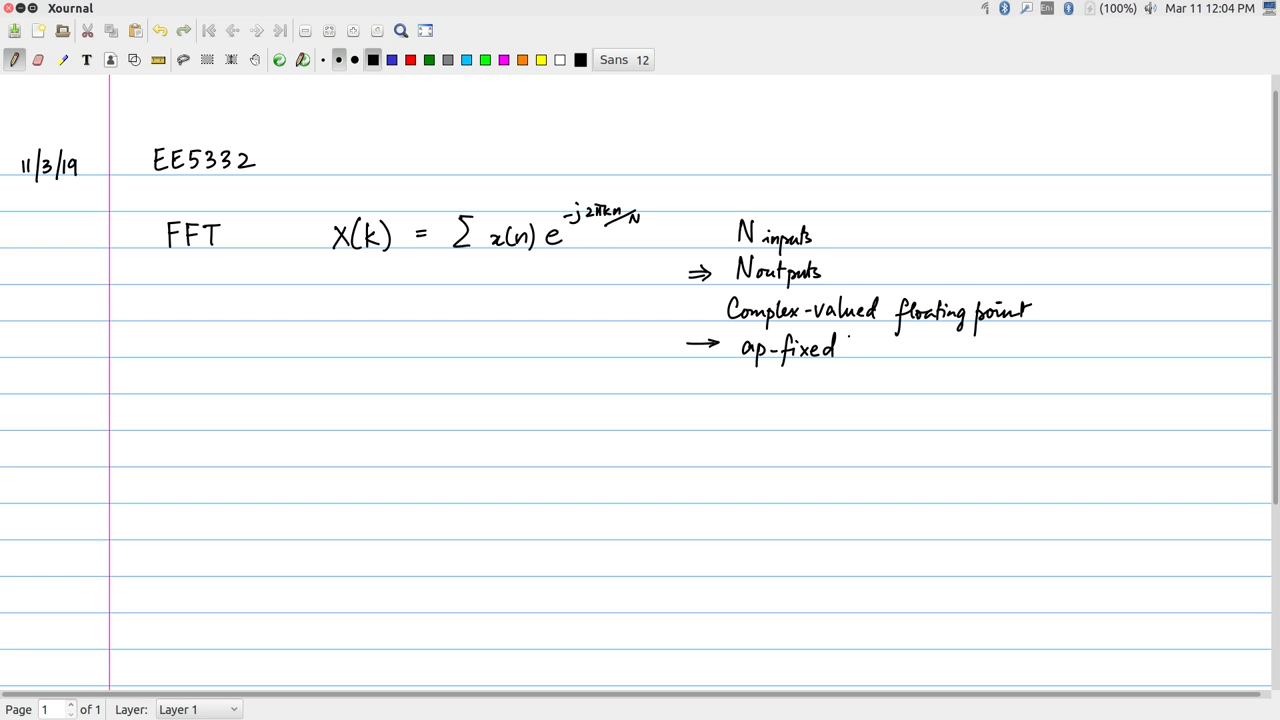 Xournal
(100%) Mar 11 12:04 PM
T Sans 12
11/3/19 EE5332
FFT X(k) = Σ x(n) e^{-j2πkn/N} N inputs
⇒ N outputs
Complex-valued floating point
→ ap-fixed
Page 1 of 1 Layer: Layer 1